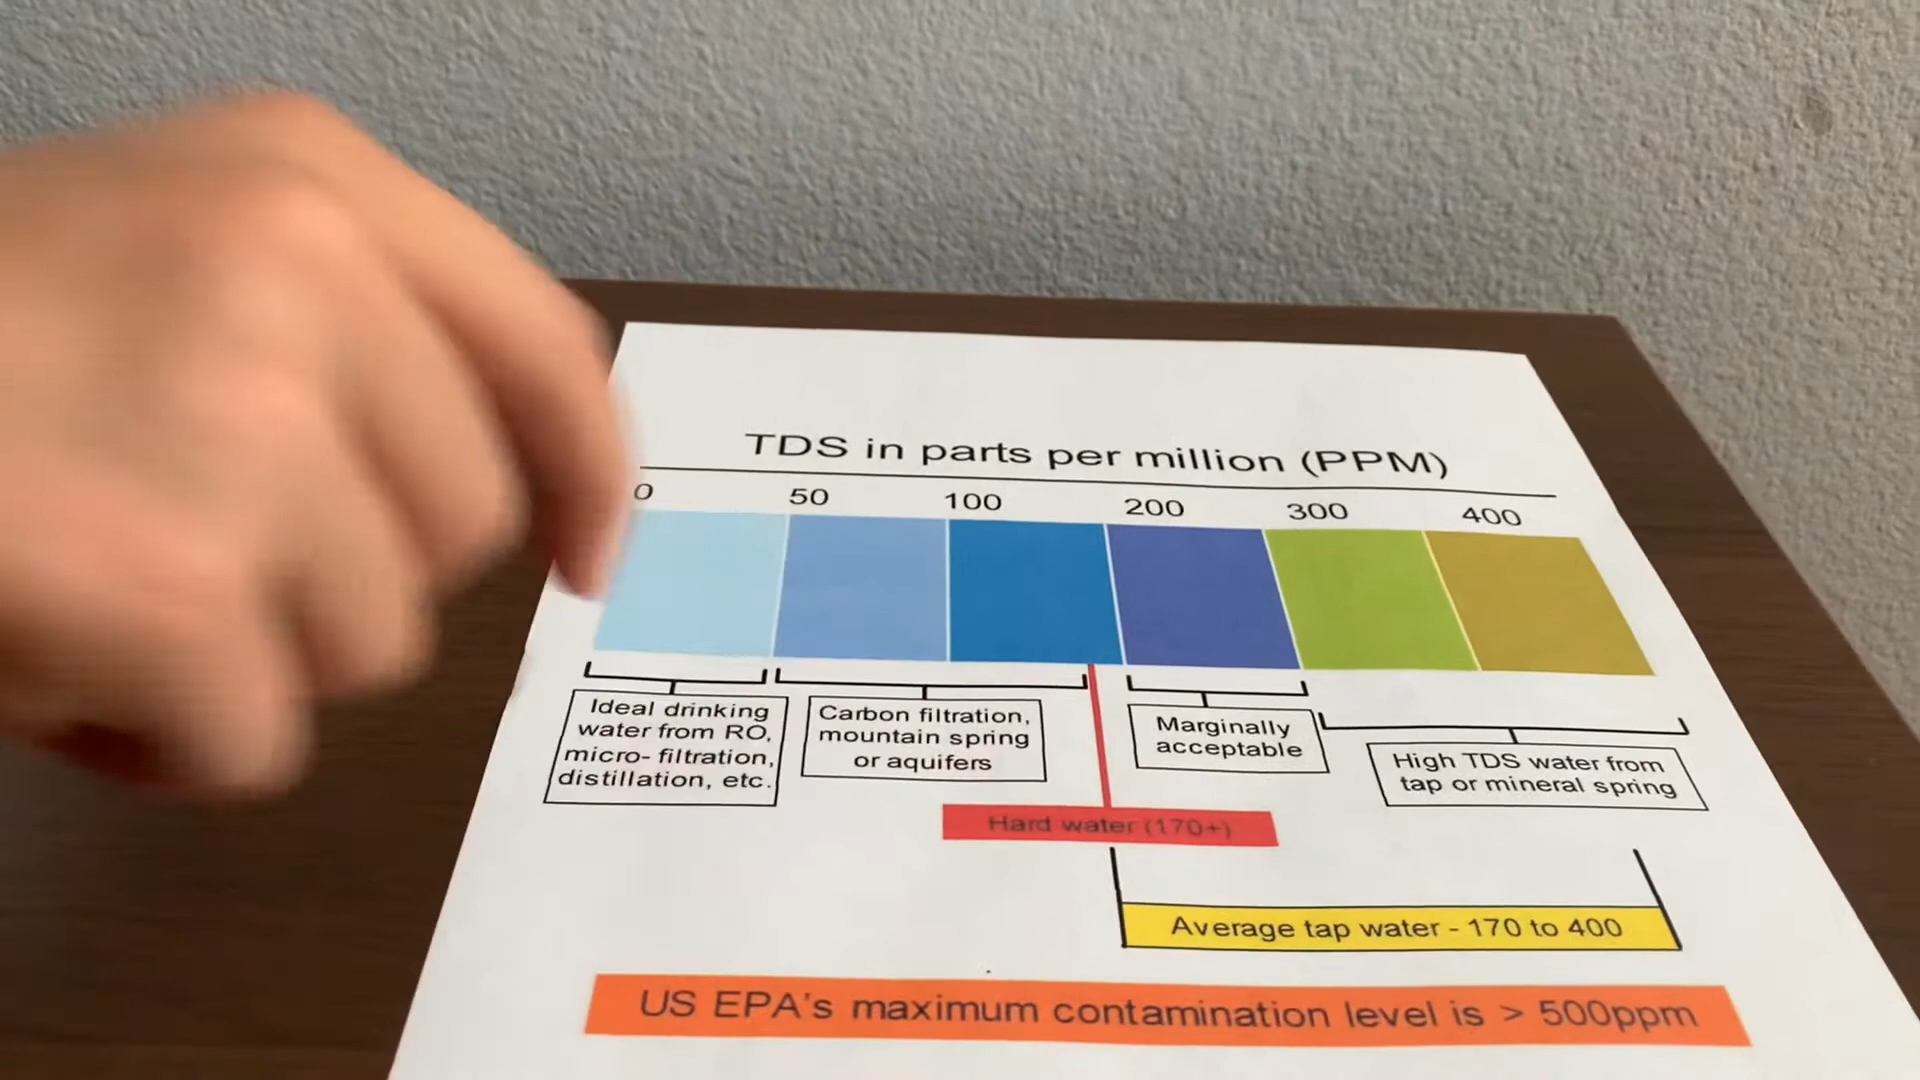 TDS in parts per million (PPM)
0 50 100 200 300 400
Ideal drinking
water from RO,
micro- filtration,
distillation, etc.
Carbon filtration,
mountain spring
or aquifers
Marginally
acceptable
High TDS water from
tap or mineral spring
Hard water (170+)
Average tap water - 170 to 400
US EPA's maximum contamination level is > 500ppm